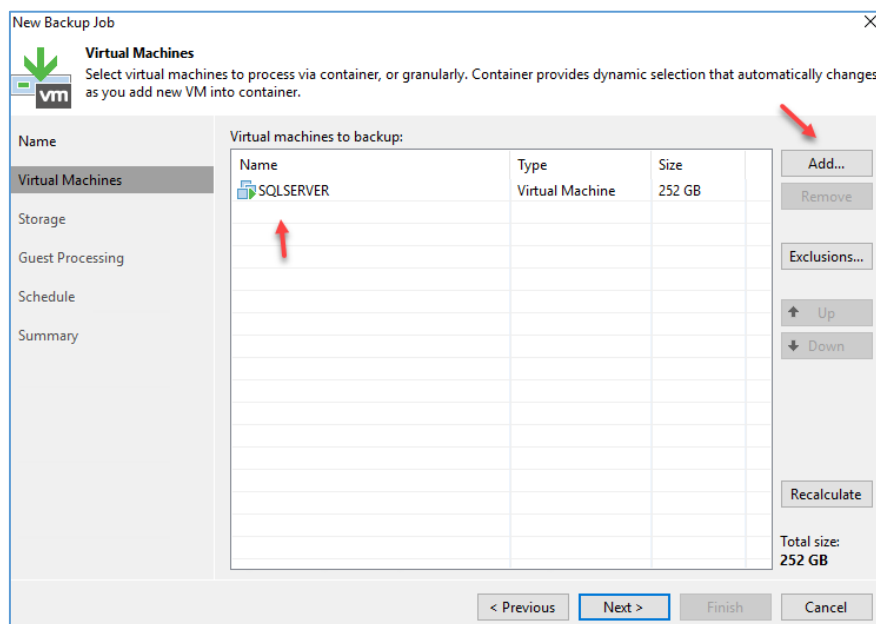 New Backup Job
Virtual Machines
Select virtual machines to process via container, or granularly. Container provides dynamic selection that automatically changes
as you add new VM into container.
vm
Name
Virtual Machines
Storage
Guest Processing
Schedule
Summary
Virtual machines to backup:
Name Type Size
SQLSERVER Virtual Machine 252 GB
Add...
Remove
Exclusions...
Up
Down
Recalculate
Total size:
252 GB
< Previous Next > Finish Cancel